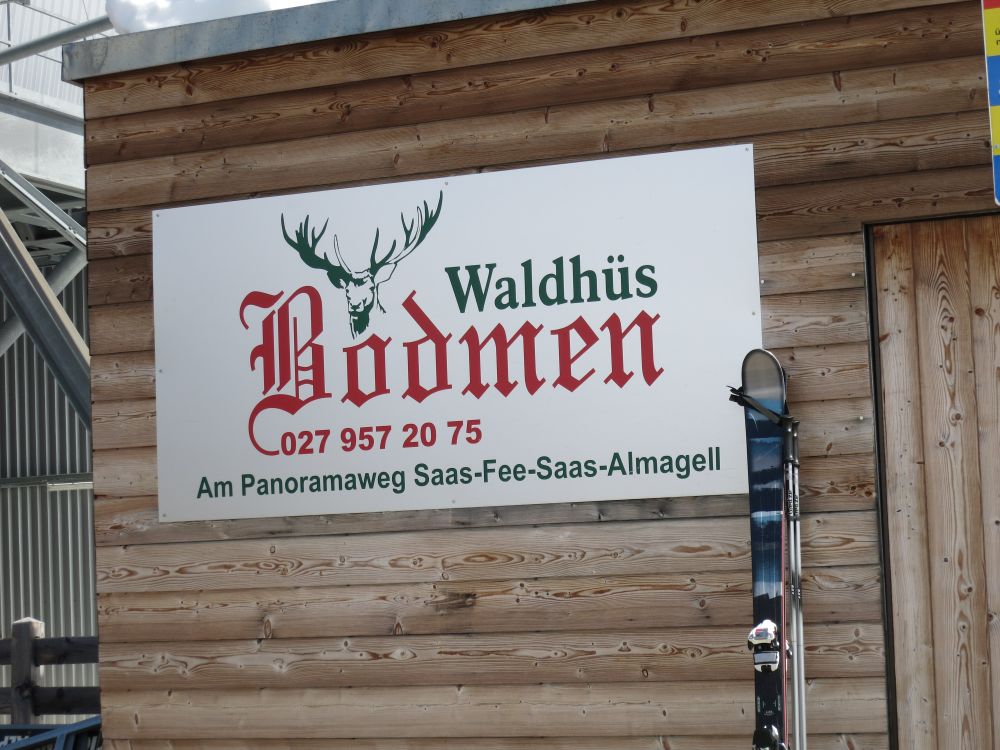 Waldhüs
Bodmen
027 957 20 75
Am Panoramaweg Saas-Fee-Saas-Almagell